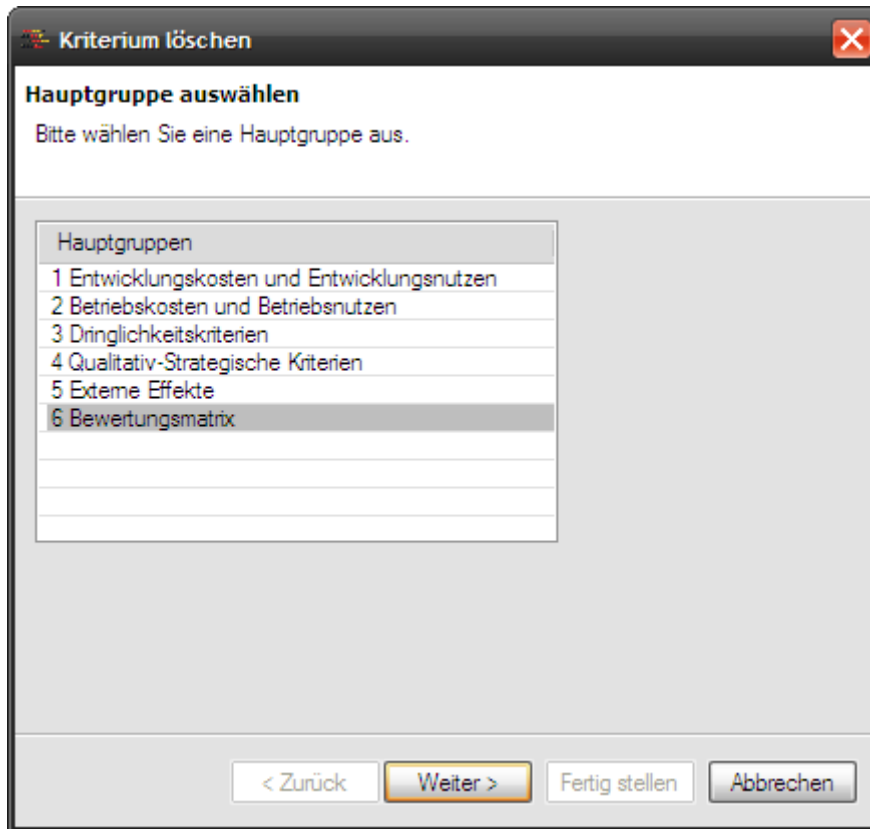 Kriterium löschen
Hauptgruppe auswählen
Bitte wählen Sie eine Hauptgruppe aus.
Hauptgruppen
1 Entwicklungskosten und Entwicklungsnutzen
2 Betriebskosten und Betriebsnutzen
3 Dringlichkeitskriterien
4 Qualitativ-Strategische Kriterien
5 Externe Effekte
6 Bewertungsmatrix
< Zurück Weiter > Fertig stellen Abbrechen